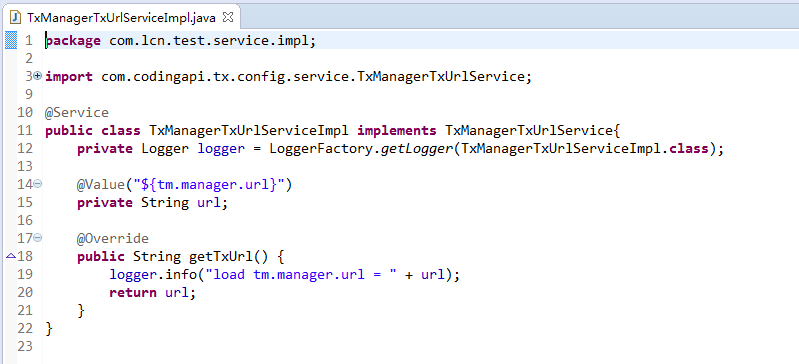 TxManagerTxUrlServiceImpl.java
1 package com.lcn.test.service.impl;
2
3 import com.codingapi.tx.config.service.TxManagerTxUrlService;
9
10 @Service
11 public class TxManagerTxUrlServiceImpl implements TxManagerTxUrlService{
12     private Logger logger = LoggerFactory.getLogger(TxManagerTxUrlServiceImpl.class);
13
14     @Value("${tm.manager.url}")
15     private String url;
16
17     @Override
18     public String getTxUrl() {
19         logger.info("load tm.manager.url = " + url);
20         return url;
21     }
22 }
23